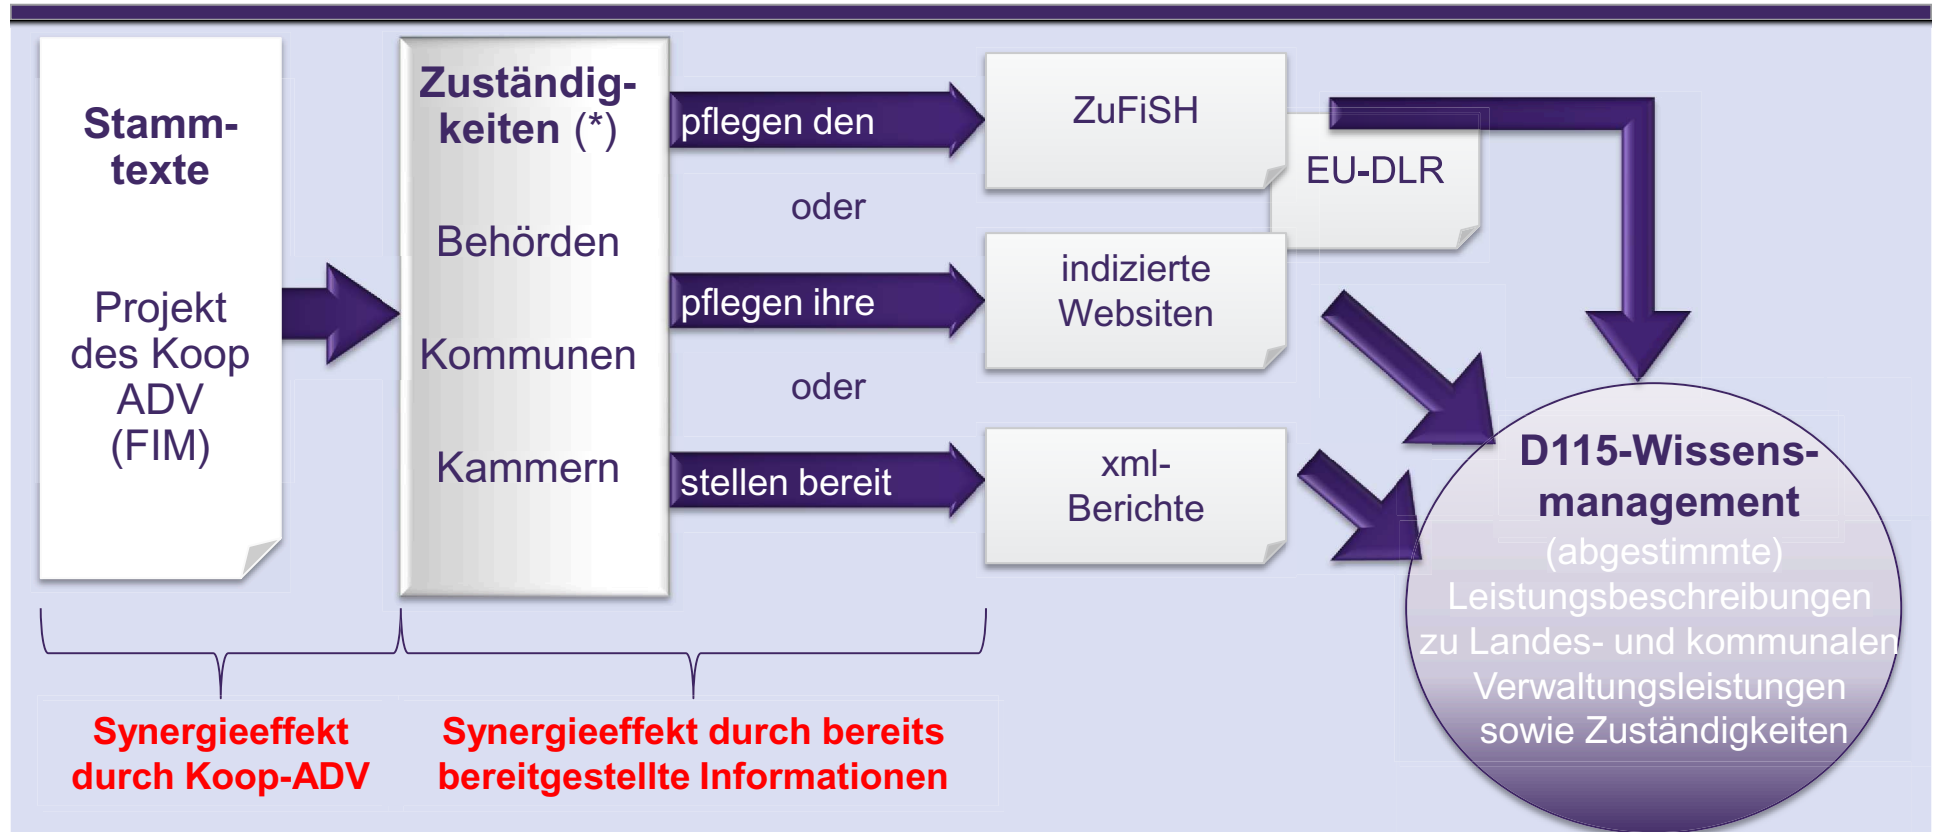 Stamm-
texte
Projekt
des Koop
ADV
(FIM)
Zuständig-
keiten (*)
Behörden
Kommunen
Kammern
pflegen den
oder
pflegen ihre
oder
stellen bereit
ZuFiSH
EU-DLR
indizierte
Websiten
xml-
Berichte
D115-Wissens-
management
(abgestimmte)
Leistungsbeschreibungen
zu Landes- und kommunalen
Verwaltungsleistungen
sowie Zuständigkeiten
Synergieeffekt
durch Koop-ADV
Synergieeffekt durch bereits
bereitgestellte Informationen